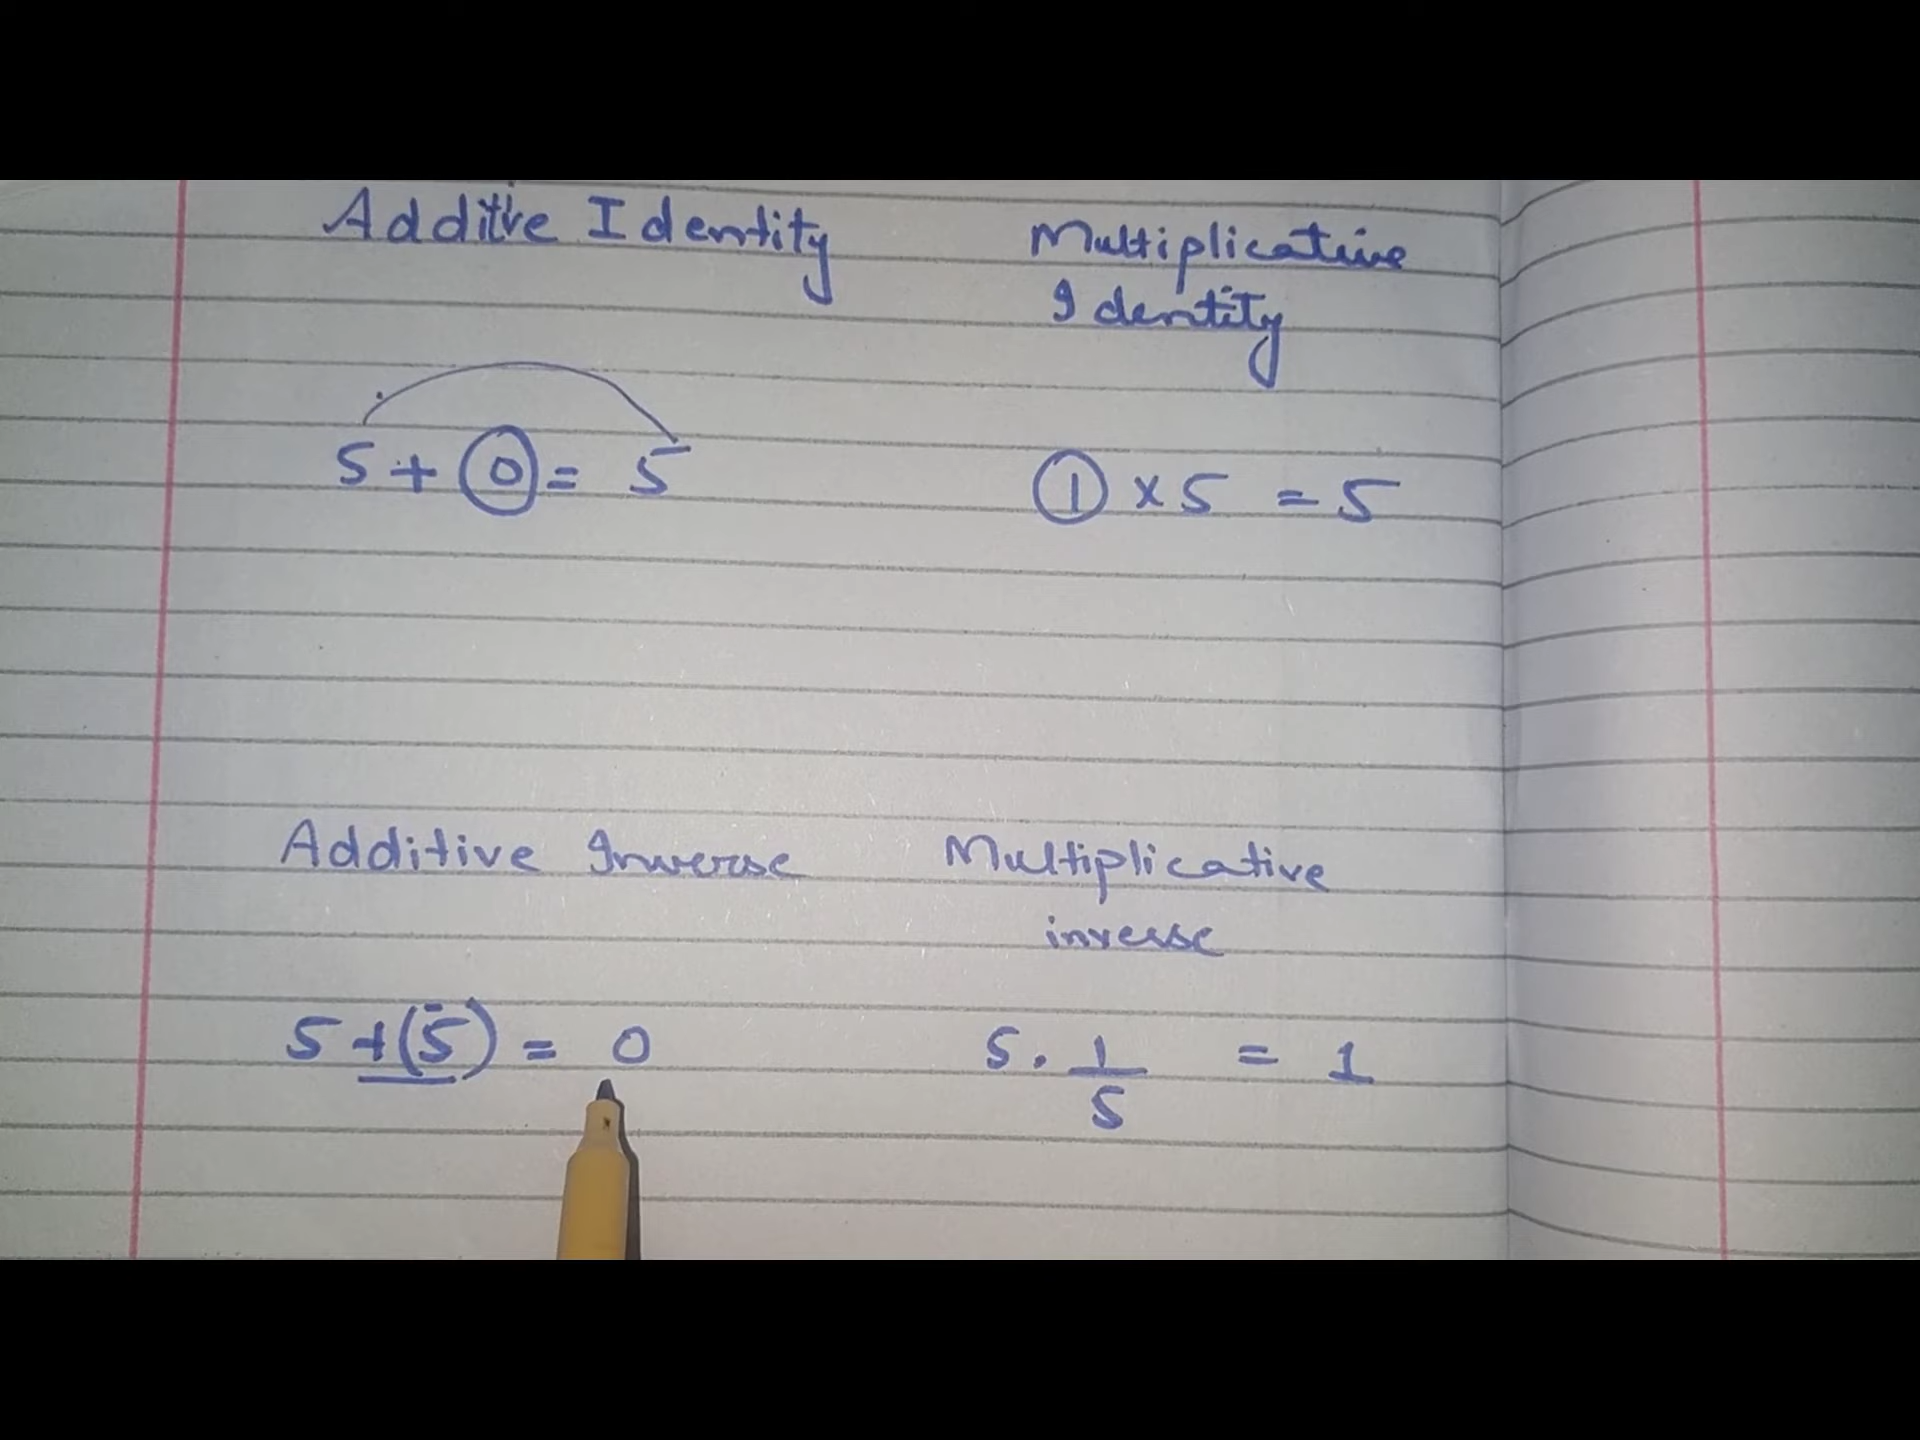 Additive Identity
Multiplicative
Identity
5 + 0 = 5
1 × 5 = 5
Additive Inverse
Multiplicative
inverse
5 + (-5) = 0
5 . 1/5 = 1